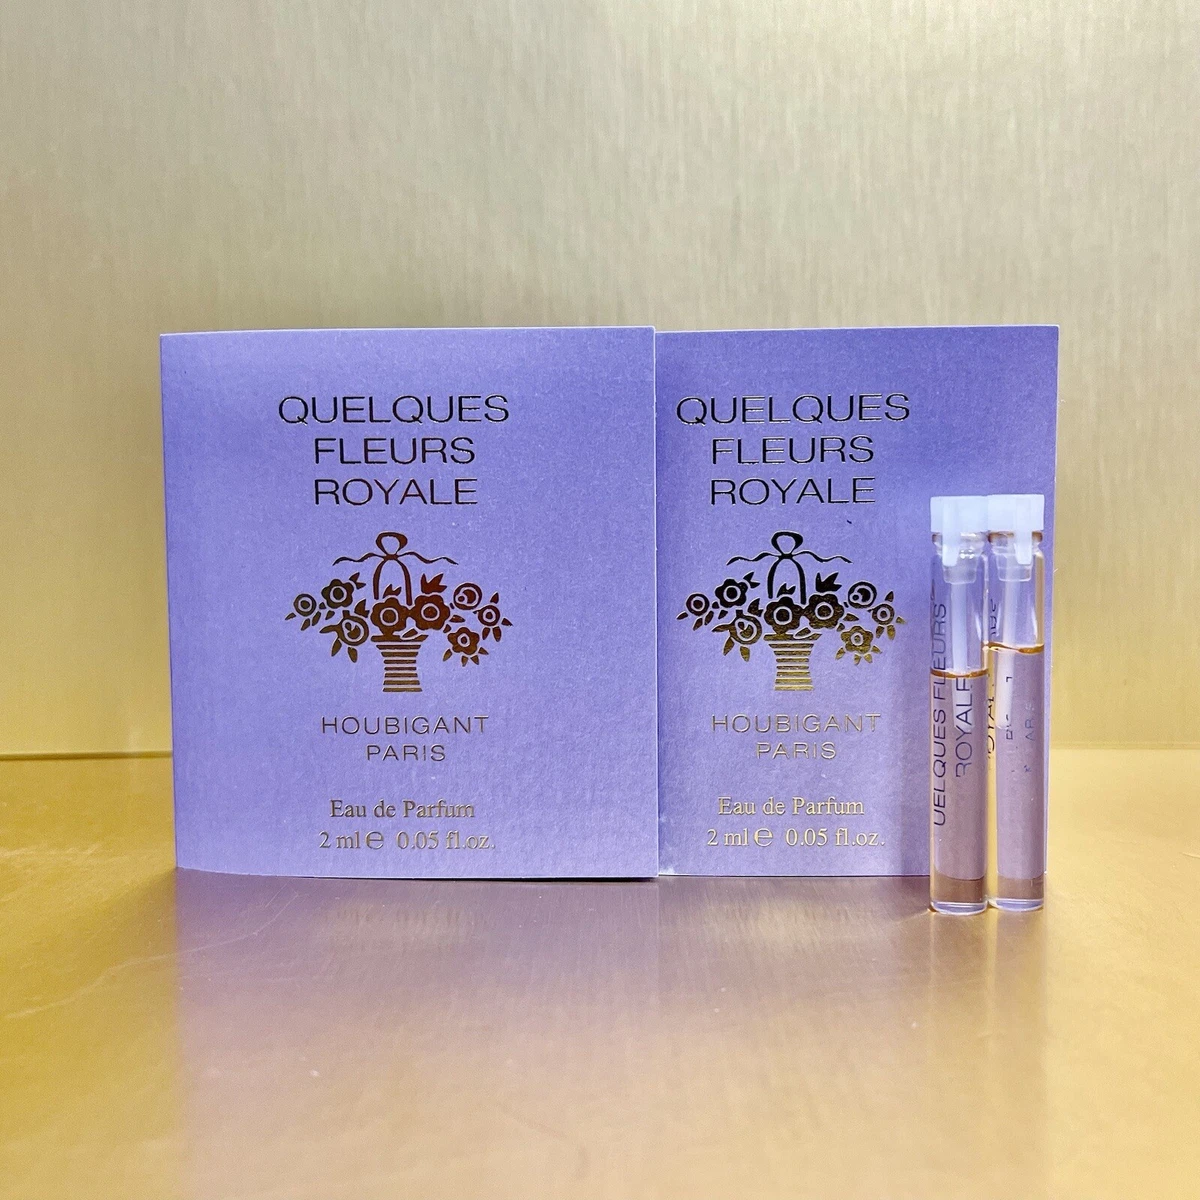 QUELQUES
FLEURS
ROYALE
HOUBIGANT
PARIS
Eau de Parfum
2 ml ℮ 0.05 fl.oz.
QUELQUES
FLEURS
ROYALE
HOUBIGANT
PARIS
Eau de Parfum
2 ml ℮ 0.05 fl.oz.
UELQUES FLEURS
ROYALE